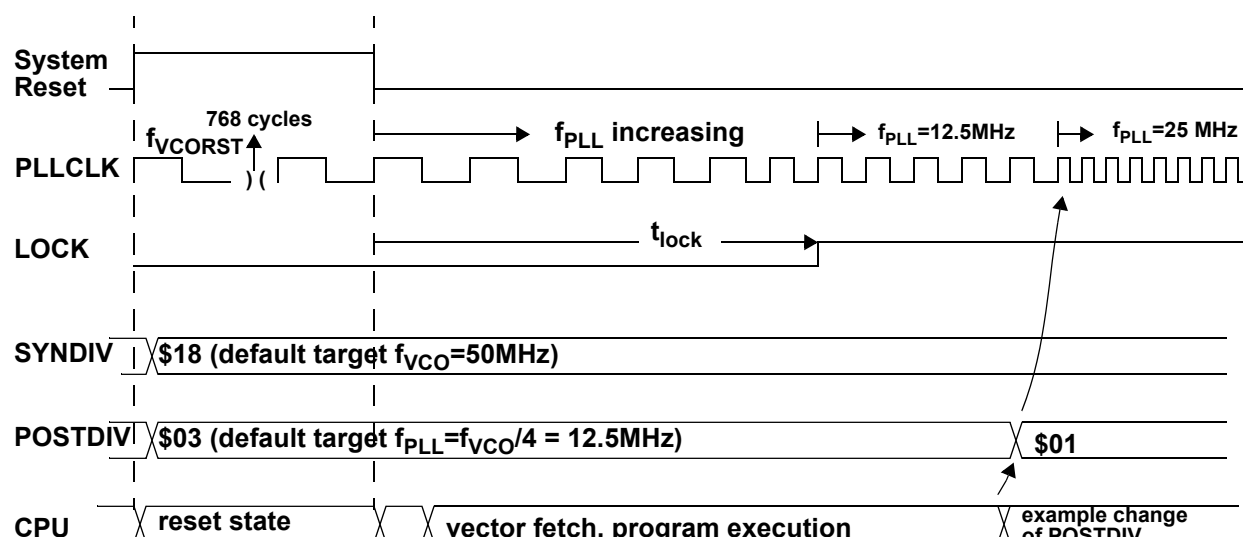 System
Reset
768 cycles
fVCORST
fPLL increasing
fPLL=12.5MHz
fPLL=25 MHz
PLLCLK
) (
tlock
LOCK
SYNDIV
$18 (default target fVCO=50MHz)
POSTDIV
$03 (default target fPLL=fVCO/4 = 12.5MHz)
$01
CPU
reset state
vector fetch, program execution
example change
of POSTDIV